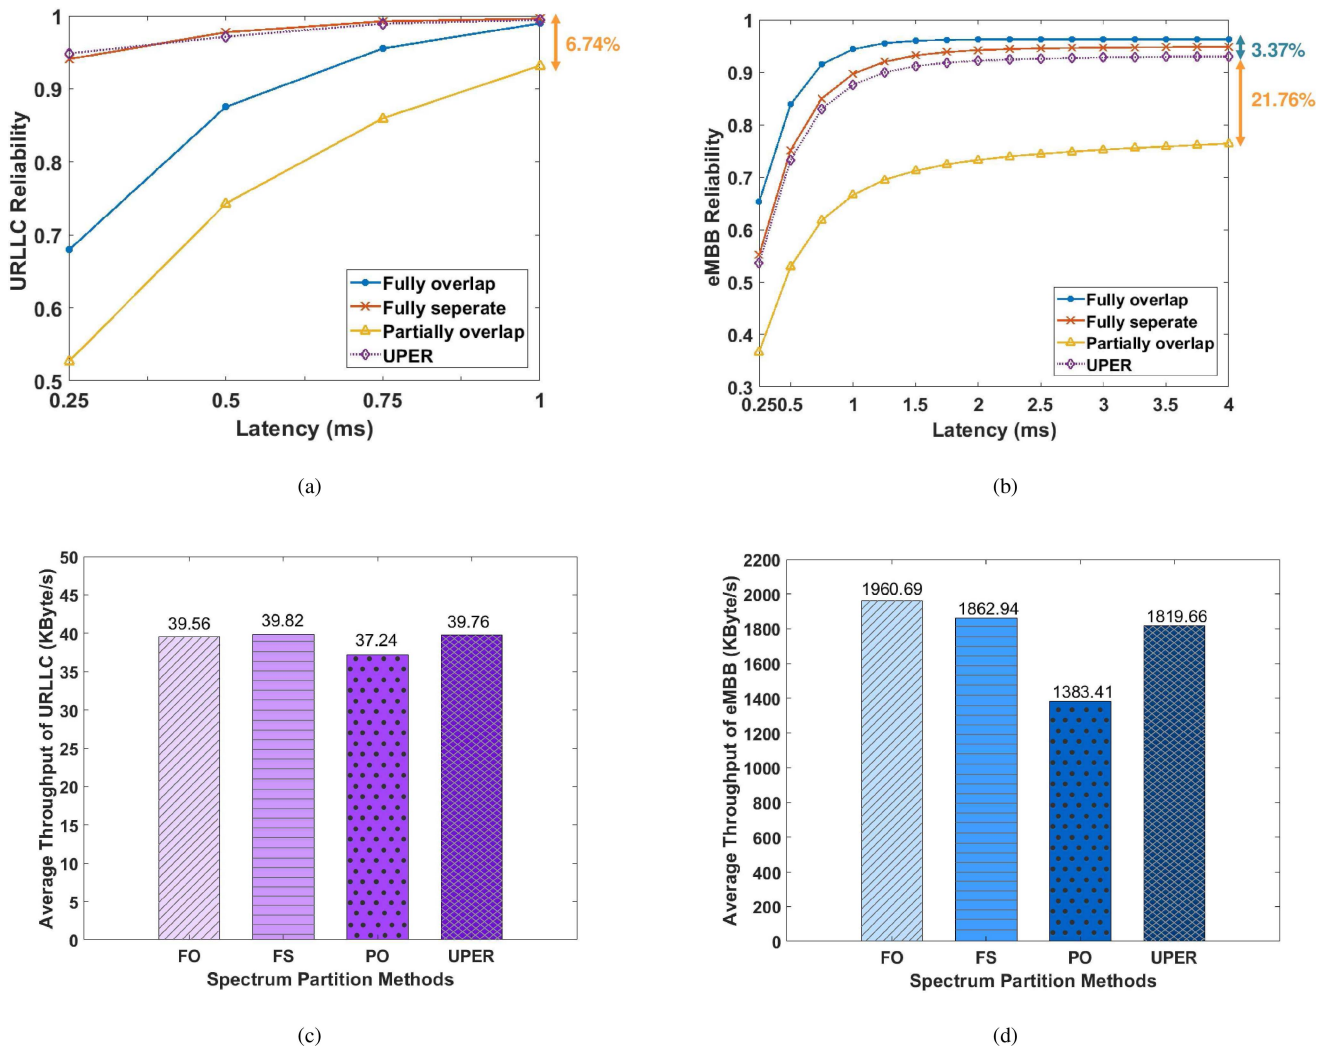 1
0.9
0.8
0.7
0.6
0.5
URLLC Reliability
6.74%
Fully overlap
Fully seperate
Partially overlap
UPER
0.25 0.5 0.75 1
Latency (ms)
(a)
1
0.9
0.8
0.7
0.6
0.5
0.4
0.3
eMBB Reliability
3.37%
21.76%
Fully overlap
Fully seperate
Partially overlap
UPER
0.25 0.5 1 1.5 2 2.5 3 3.5 4
Latency (ms)
(b)
50
45
40
35
30
25
20
15
10
5
0
Average Throughput of URLLC (KByte/s)
39.56 39.82 37.24 39.76
FO FS PO UPER
Spectrum Partition Methods
(c)
2200
2000
1800
1600
1400
1200
1000
800
600
400
200
0
Average Throughput of eMBB (KByte/s)
1960.69 1862.94 1383.41 1819.66
FO FS PO UPER
Spectrum Partition Methods
(d)